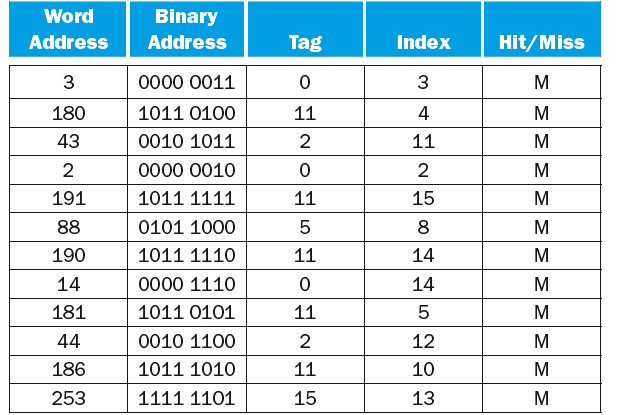 Word Address Binary Address Tag Index Hit/Miss
3 0000 0011 0 3 M
180 1011 0100 11 4 M
43 0010 1011 2 11 M
2 0000 0010 0 2 M
191 1011 1111 11 15 M
88 0101 1000 5 8 M
190 1011 1110 11 14 M
14 0000 1110 0 14 M
181 1011 0101 11 5 M
44 0010 1100 2 12 M
186 1011 1010 11 10 M
253 1111 1101 15 13 M